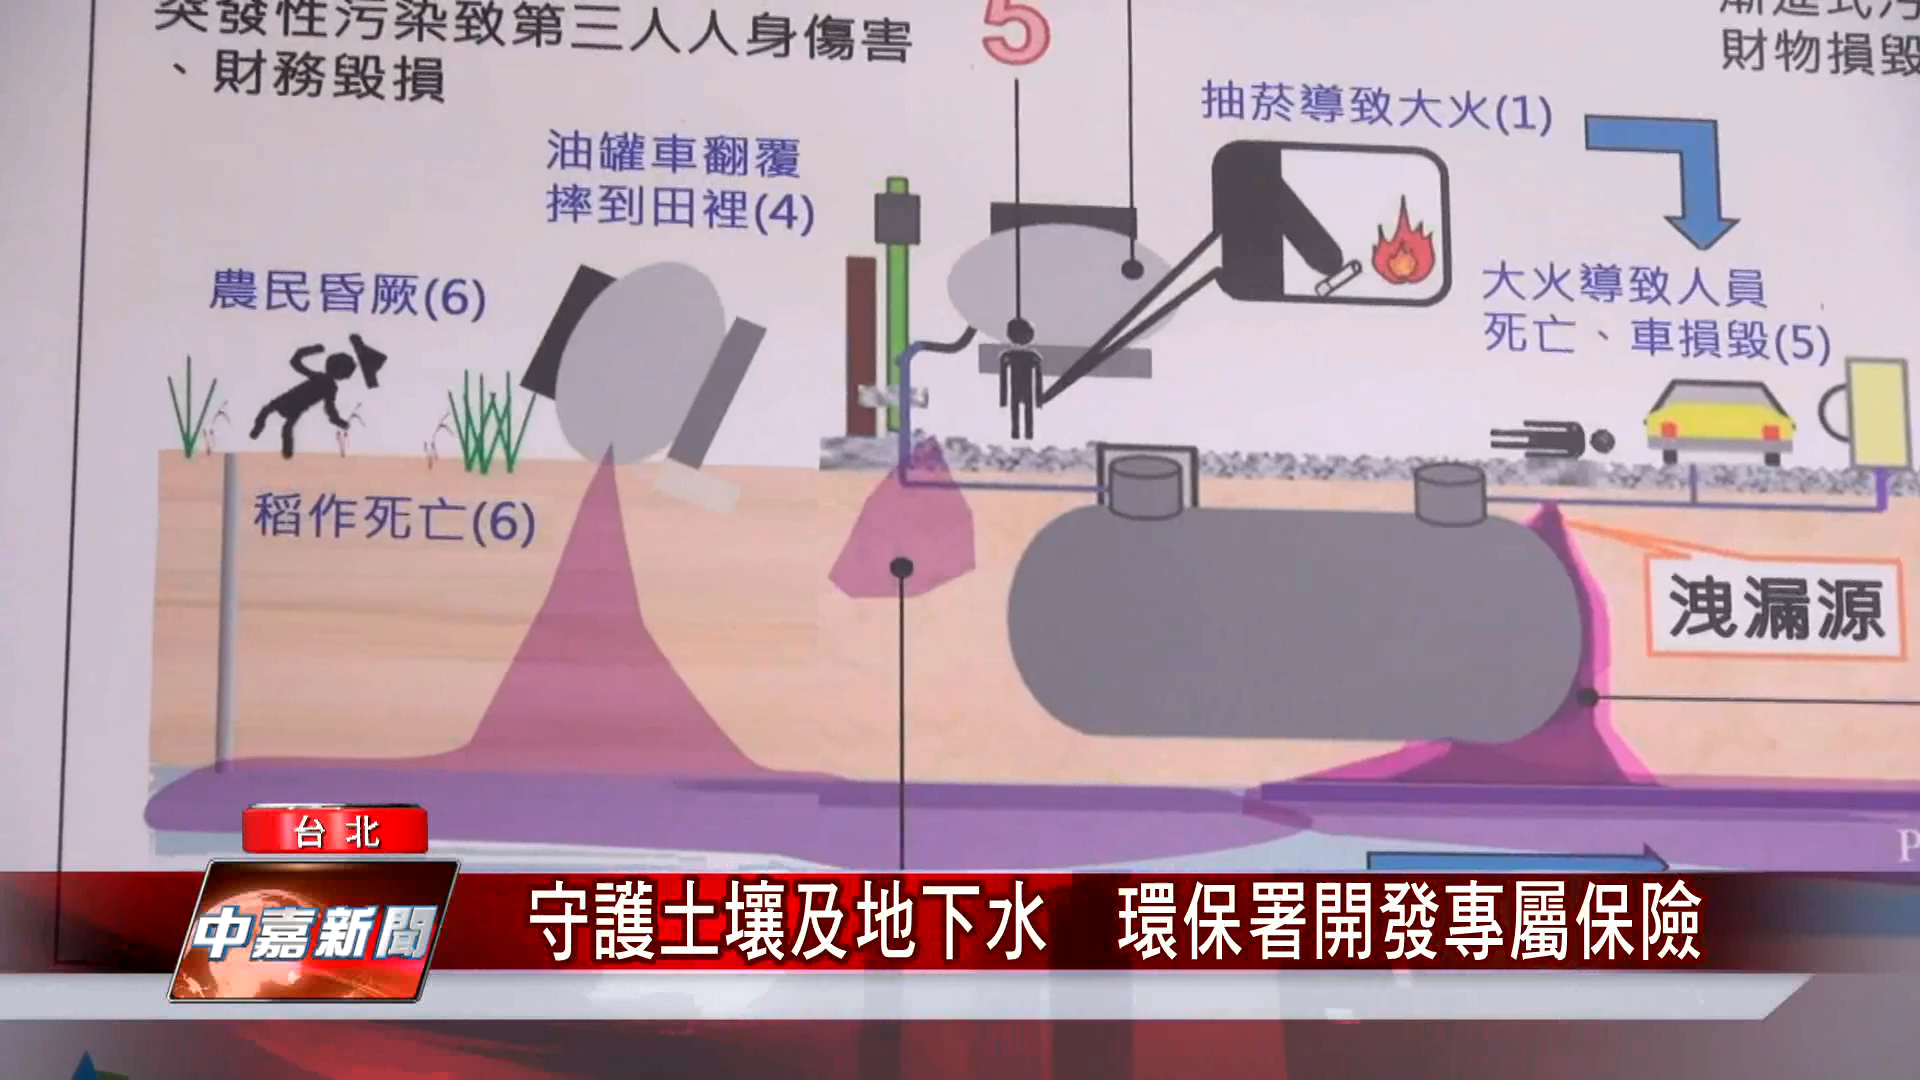 突發性污染致第三人人身傷害
、財務毀損
5
財物損毀
抽菸導致大火(1)
油罐車翻覆
摔到田裡(4)
農民昏厥(6)
大火導致人員
死亡、車損毀(5)
稻作死亡(6)
洩漏源
P
台北
中嘉新聞
守護土壤及地下水 環保署開發專屬保險